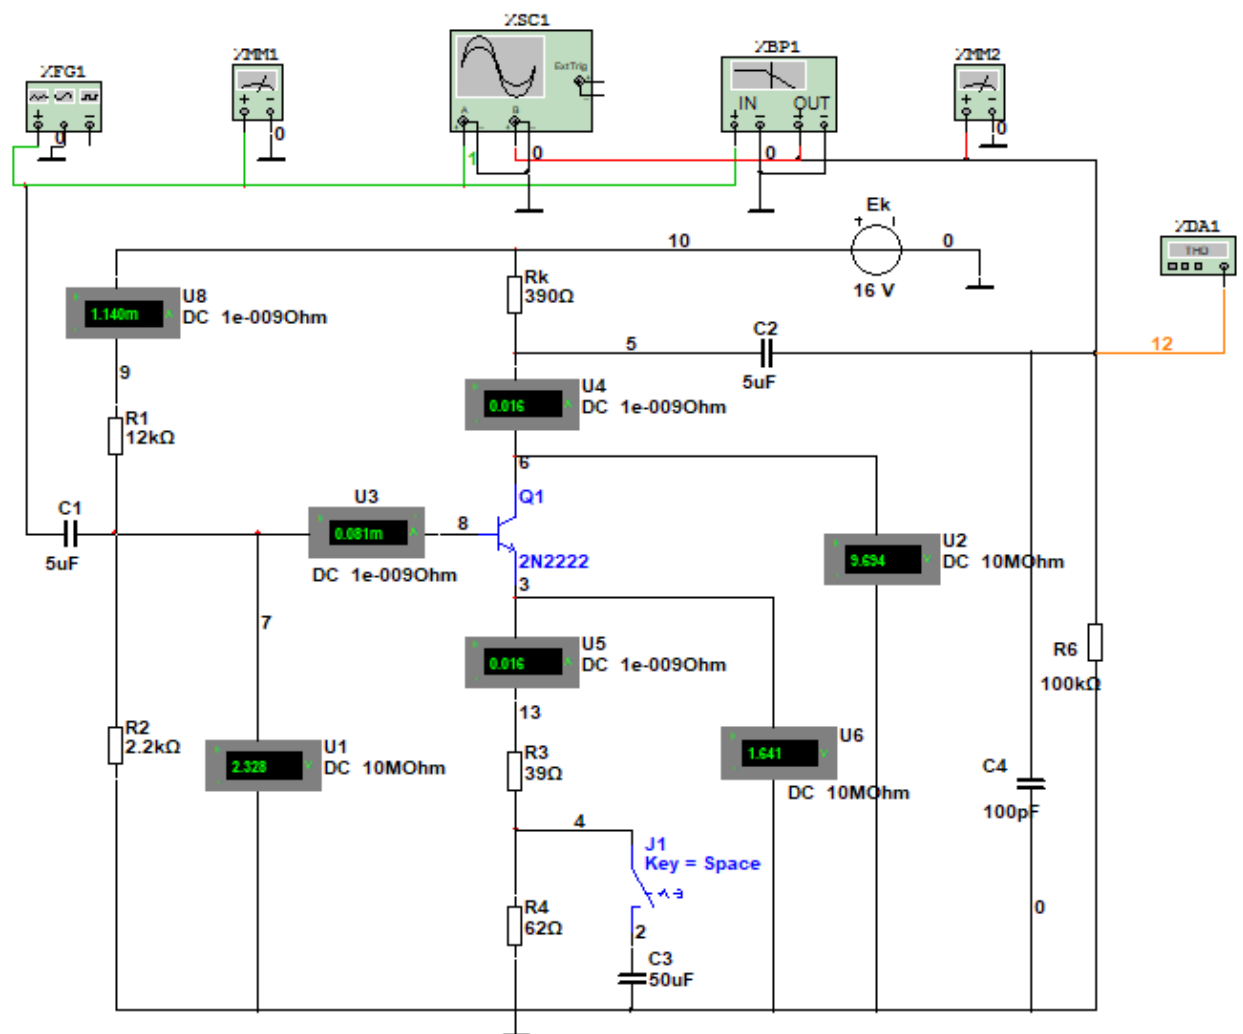 XSC1
XFG1
XMM1
XBP1
XMM2
Ext Trig
A
B
IN
OUT
0
0
1
0
0
0
Ek
XDA1
THD
10
0
16 V
Rk
390Ω
U8
DC 1e-009Ohm
1.140m
A
C2
5
12
5uF
9
U4
DC 1e-009Ohm
0.016
A
R1
12kΩ
6
Q1
U3
C1
8
0.081m
A
U2
DC 10MOhm
9.694
V
5uF
DC 1e-009Ohm
2N2222
3
7
U5
DC 1e-009Ohm
0.016
A
R6
100kΩ
13
R2
2.2kΩ
U1
DC 10MOhm
2.328
V
U6
1.641
V
DC 10MOhm
R3
39Ω
C4
100pF
4
J1
Key = Space
R4
62Ω
2
0
C3
50uF